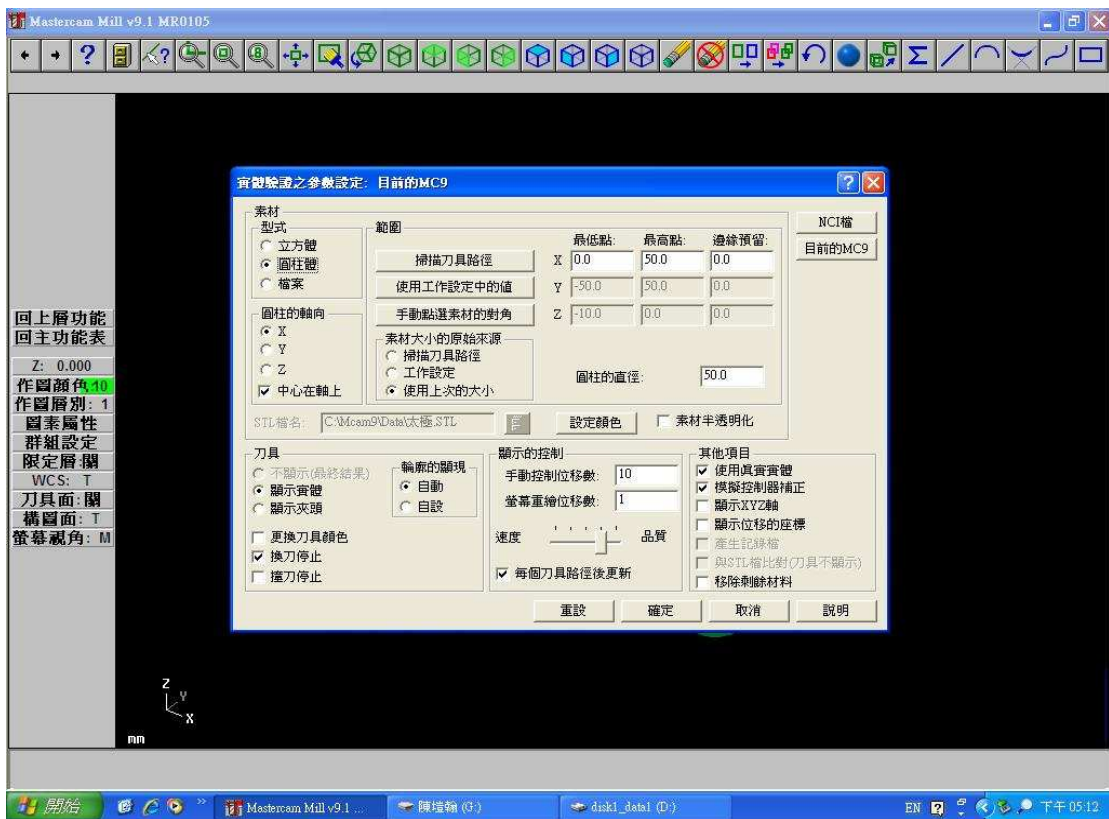 Mastercam Mill v9.1 MR0105
實體驗證之參數設定: 目前的MC9
素材
型式
立方體
圓柱體
檔案
圓柱的軸向
X
Y
Z
中心在軸上
範圍
掃描刀具路徑
使用工作設定中的值
手動點選素材的對角
素材大小的原始來源
掃描刀具路徑
工作設定
使用上次的大小
最低點: 最高點: 邊緣預留:
X 0.0 50.0 0.0
Y -50.0 50.0 0.0
Z -10.0 0.0 0.0
圓柱的直徑: 50.0
NCI檔
目前的MC9
STL檔名: C:\Mcam9\Data\太極.STL
設定顏色
素材半透明化
刀具
不顯示(最終結果)
顯示實體
顯示夾頭
輪廓的顯現
自動
自設
更換刀具顏色
換刀停止
撞刀停止
顯示的控制
手動控制位移數: 10
螢幕重繪位移數: 1
速度 品質
每個刀具路徑後更新
其他項目
使用真實實體
模擬控制器補正
顯示XYZ軸
顯示位移的座標
產生記錄檔
與STL檔比對(刀具不顯示)
移除剩餘材料
重設 確定 取消 説明
回上層功能
回主功能表
Z: 0.000
作圖顏色:10
作圖層別: 1
圖素屬性
群組設定
限定層:關
WCS: T
刀具面:關
構圖面: T
螢幕視角: M
Z
Y
X
mm
開始
Mastercam Mill v9.1 ...
disk1_data1 (D:)
EN
下午 05:12